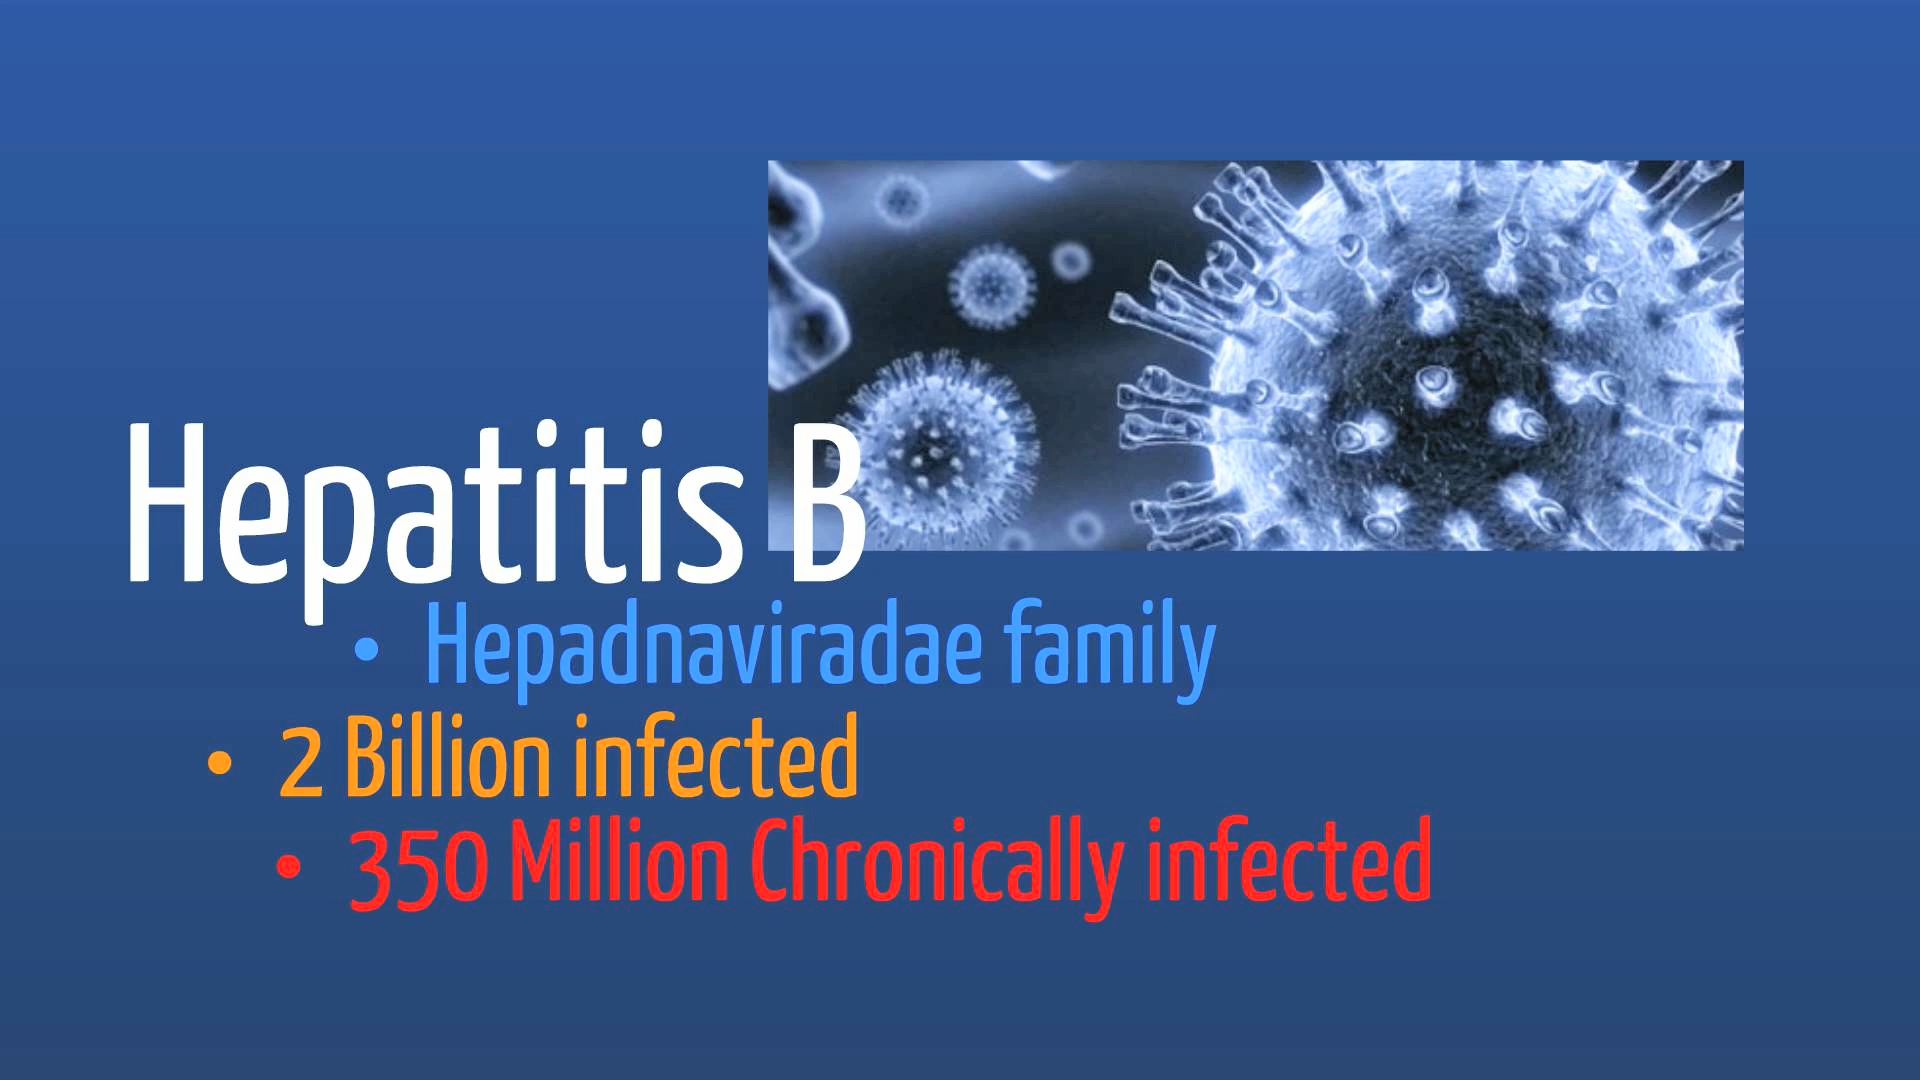 Hepatitis B
• Hepadnaviradae family
• 2 Billion infected
• 350 Million Chronically infected